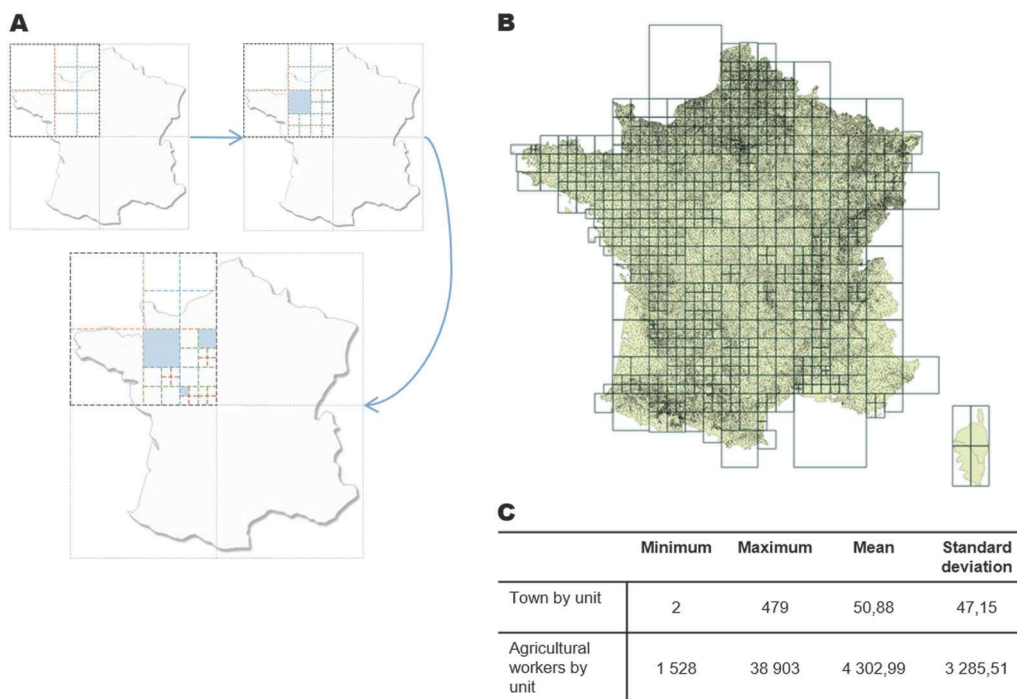 A
B
C
Minimum Maximum Mean Standard deviation
Town by unit 2 479 50,88 47,15
Agricultural workers by unit 1 528 38 903 4 302,99 3 285,51